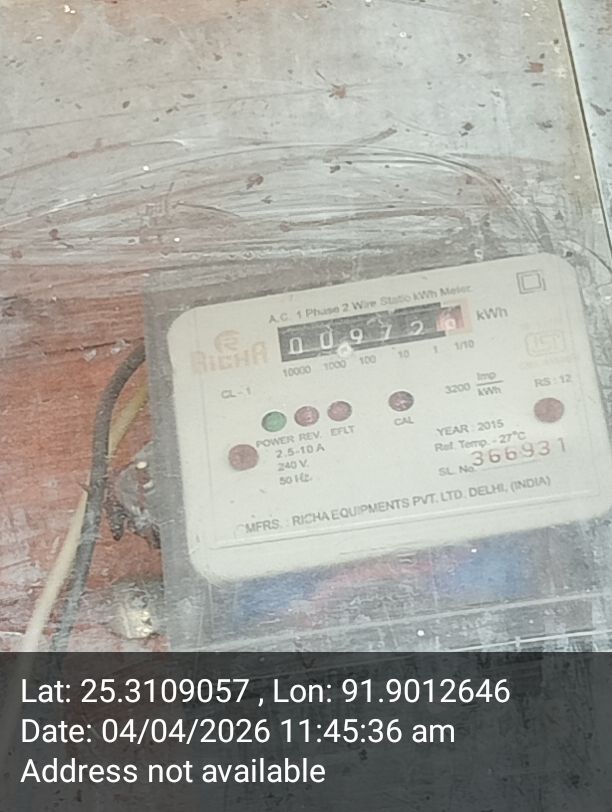 A.C. 1 Phase 2 Wire Static kWh Meter.
RICHA
0 0 9 7 2 kWh
10000 1000 100 10 1 1/10
CL - 1
3200 Imp/kWh
RS : 12
POWER REV. EFLT CAL
2.5-10 A
240 V.
50 Hz.
YEAR : 2015
Ref. Temp. - 27°C
SL. No. 366931
MFRS. : RICHA EQUIPMENTS PVT. LTD. DELHI, (INDIA)
Lat: 25.3109057 , Lon: 91.9012646
Date: 04/04/2026 11:45:36 am
Address not available